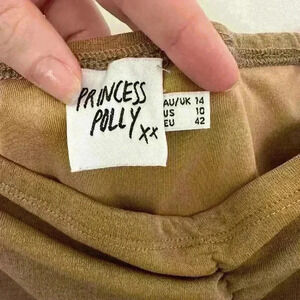 PRINCESS
POLLY
xx
AU/UK 14
US 10
EU 42